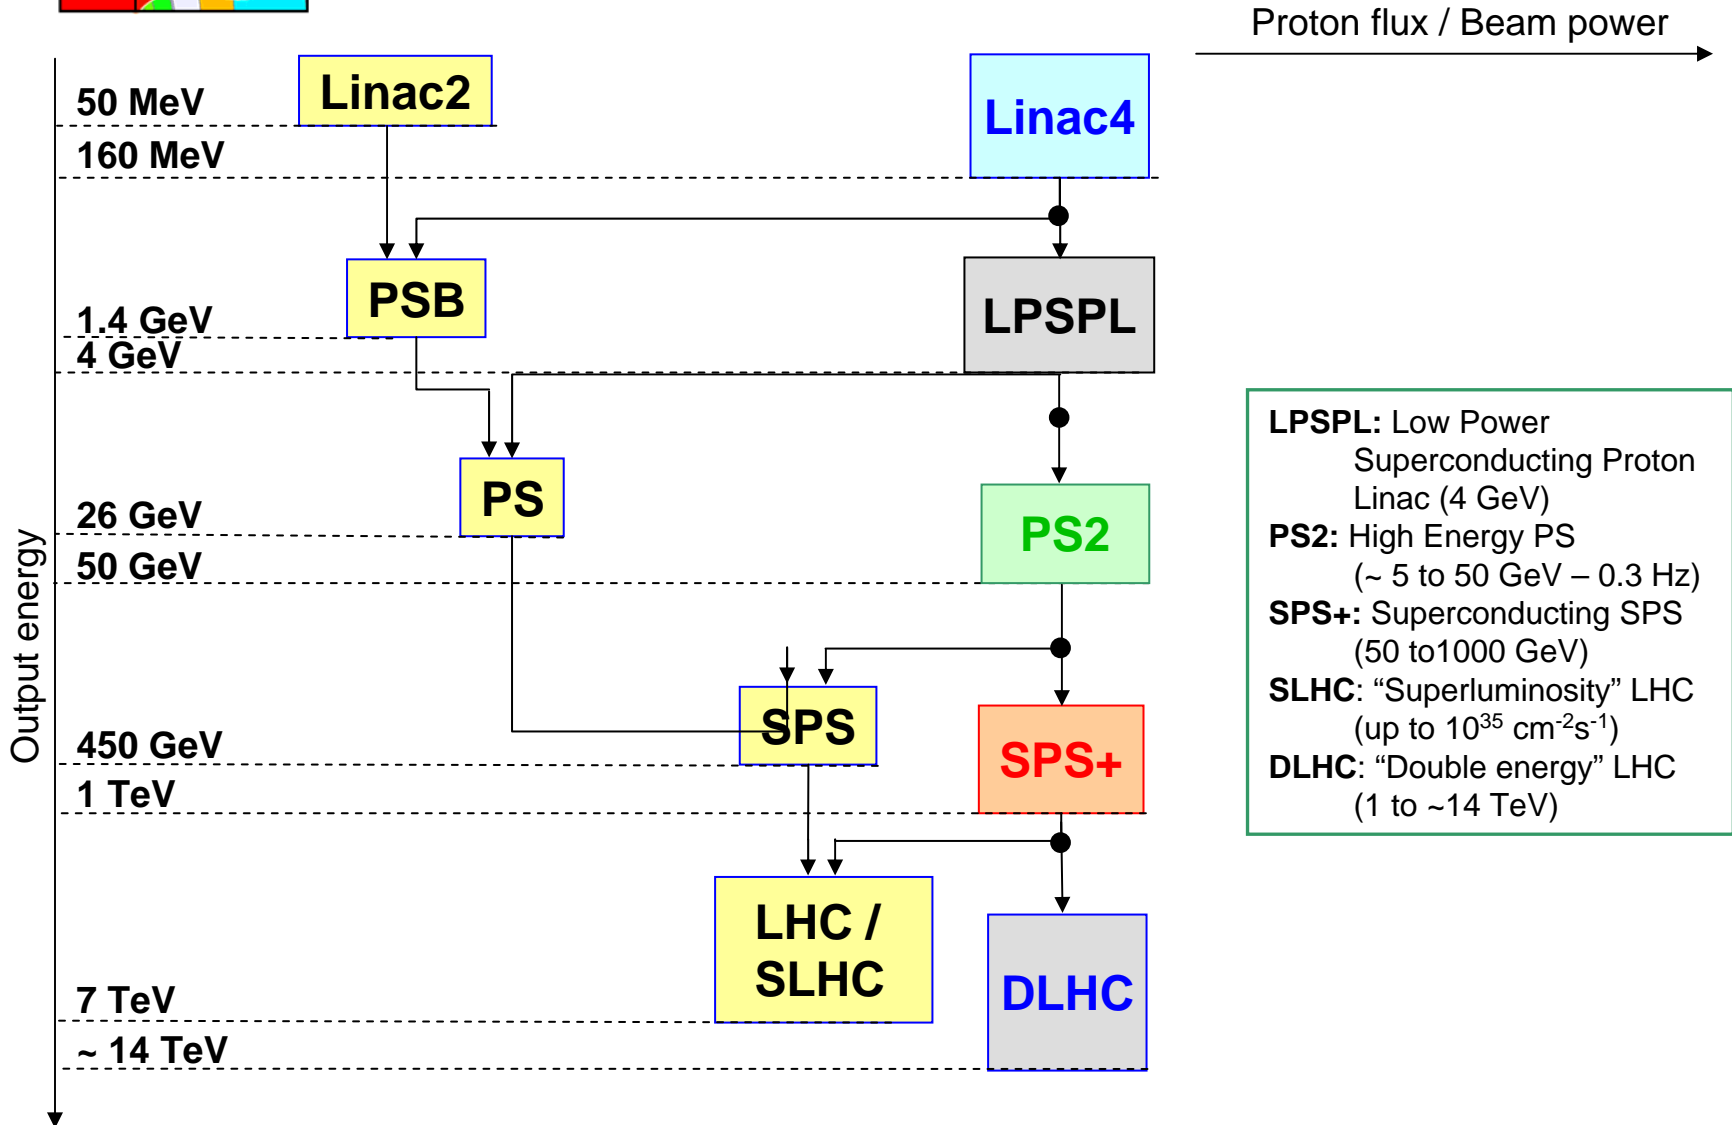 Proton flux / Beam power
50 MeV
Linac2
Linac4
160 MeV
PSB
LPSPL
1.4 GeV
4 GeV
PS
PS2
26 GeV
50 GeV
Output energy
SPS
SPS+
450 GeV
1 TeV
LHC /
SLHC
DLHC
7 TeV
~ 14 TeV
LPSPL: Low Power
Superconducting Proton
Linac (4 GeV)
PS2: High Energy PS
(~ 5 to 50 GeV – 0.3 Hz)
SPS+: Superconducting SPS
(50 to1000 GeV)
SLHC: “Superluminosity” LHC
(up to 10³⁵ cm⁻²s⁻¹)
DLHC: “Double energy” LHC
(1 to ~14 TeV)